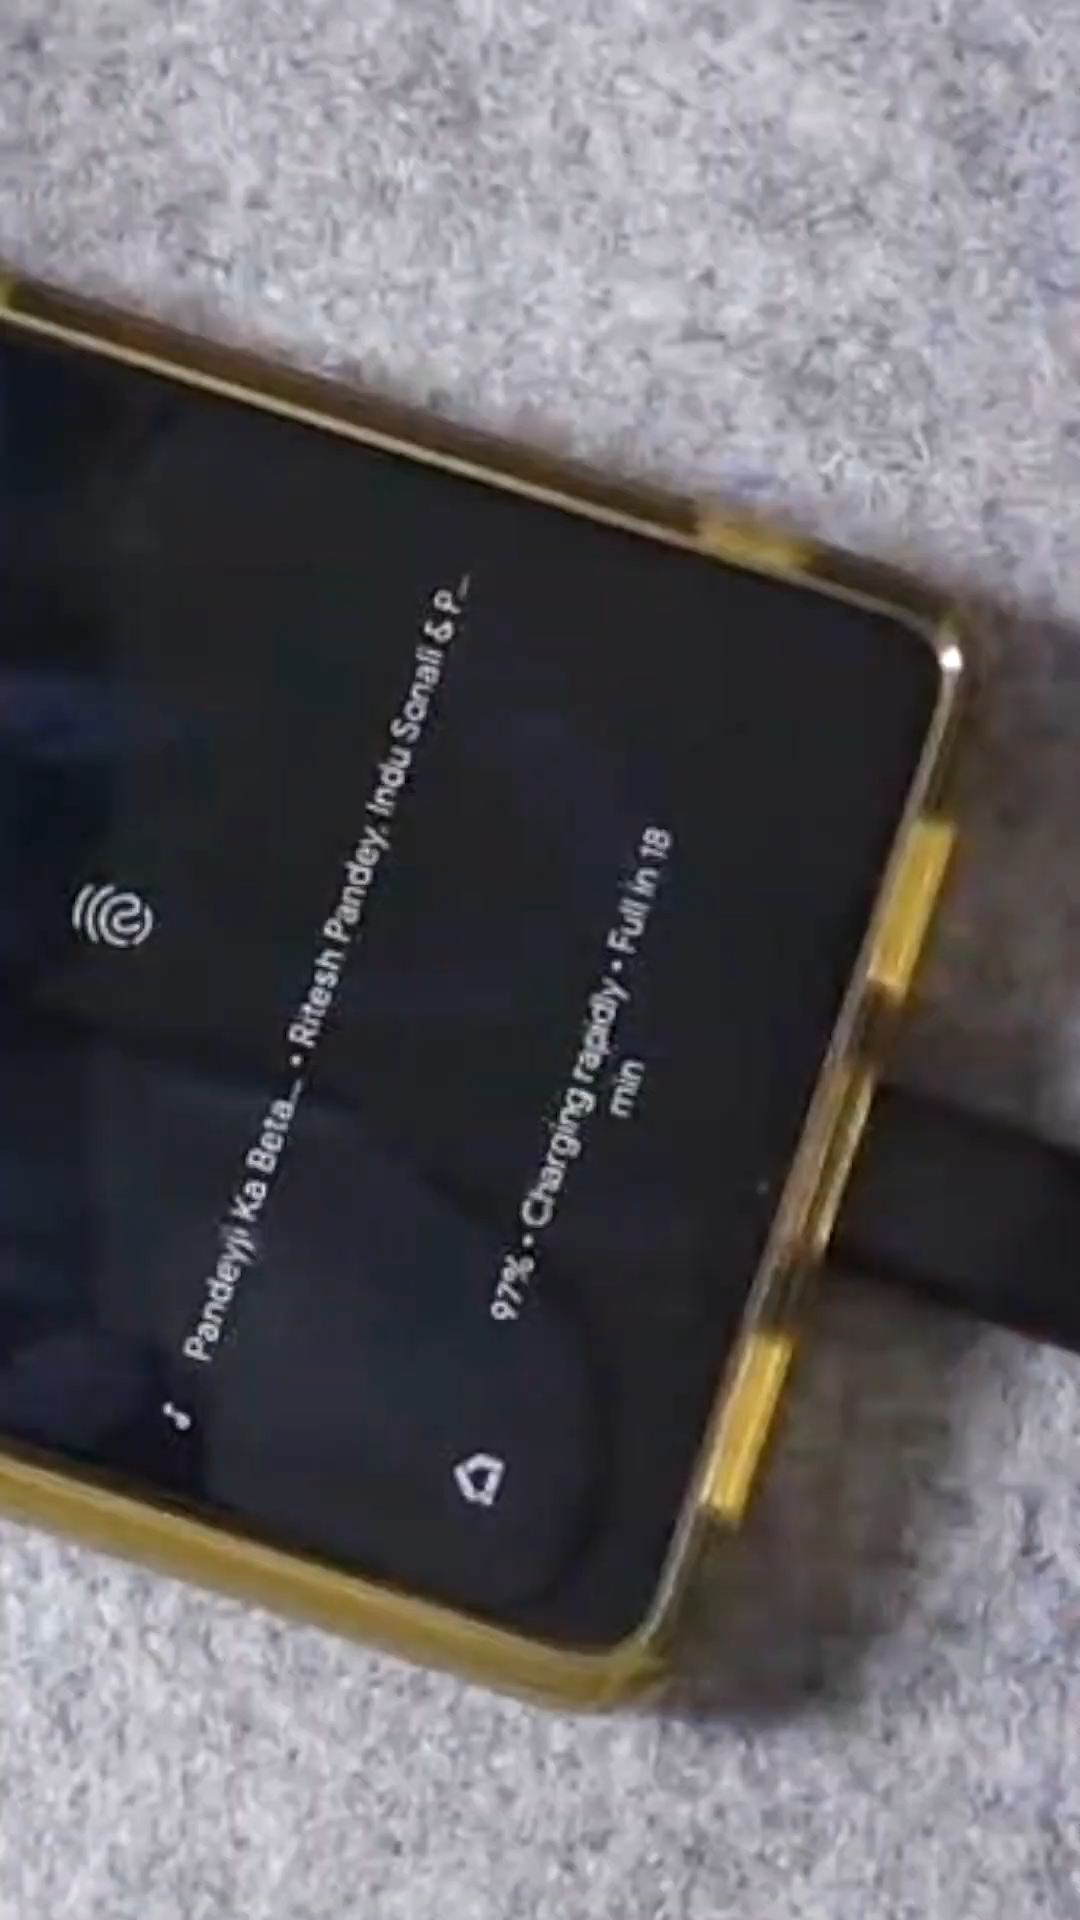 Pandeyji Ka Beta... • Ritesh Pandey, Indu Sonali & P...
97% • Charging rapidly • Full in 18
min